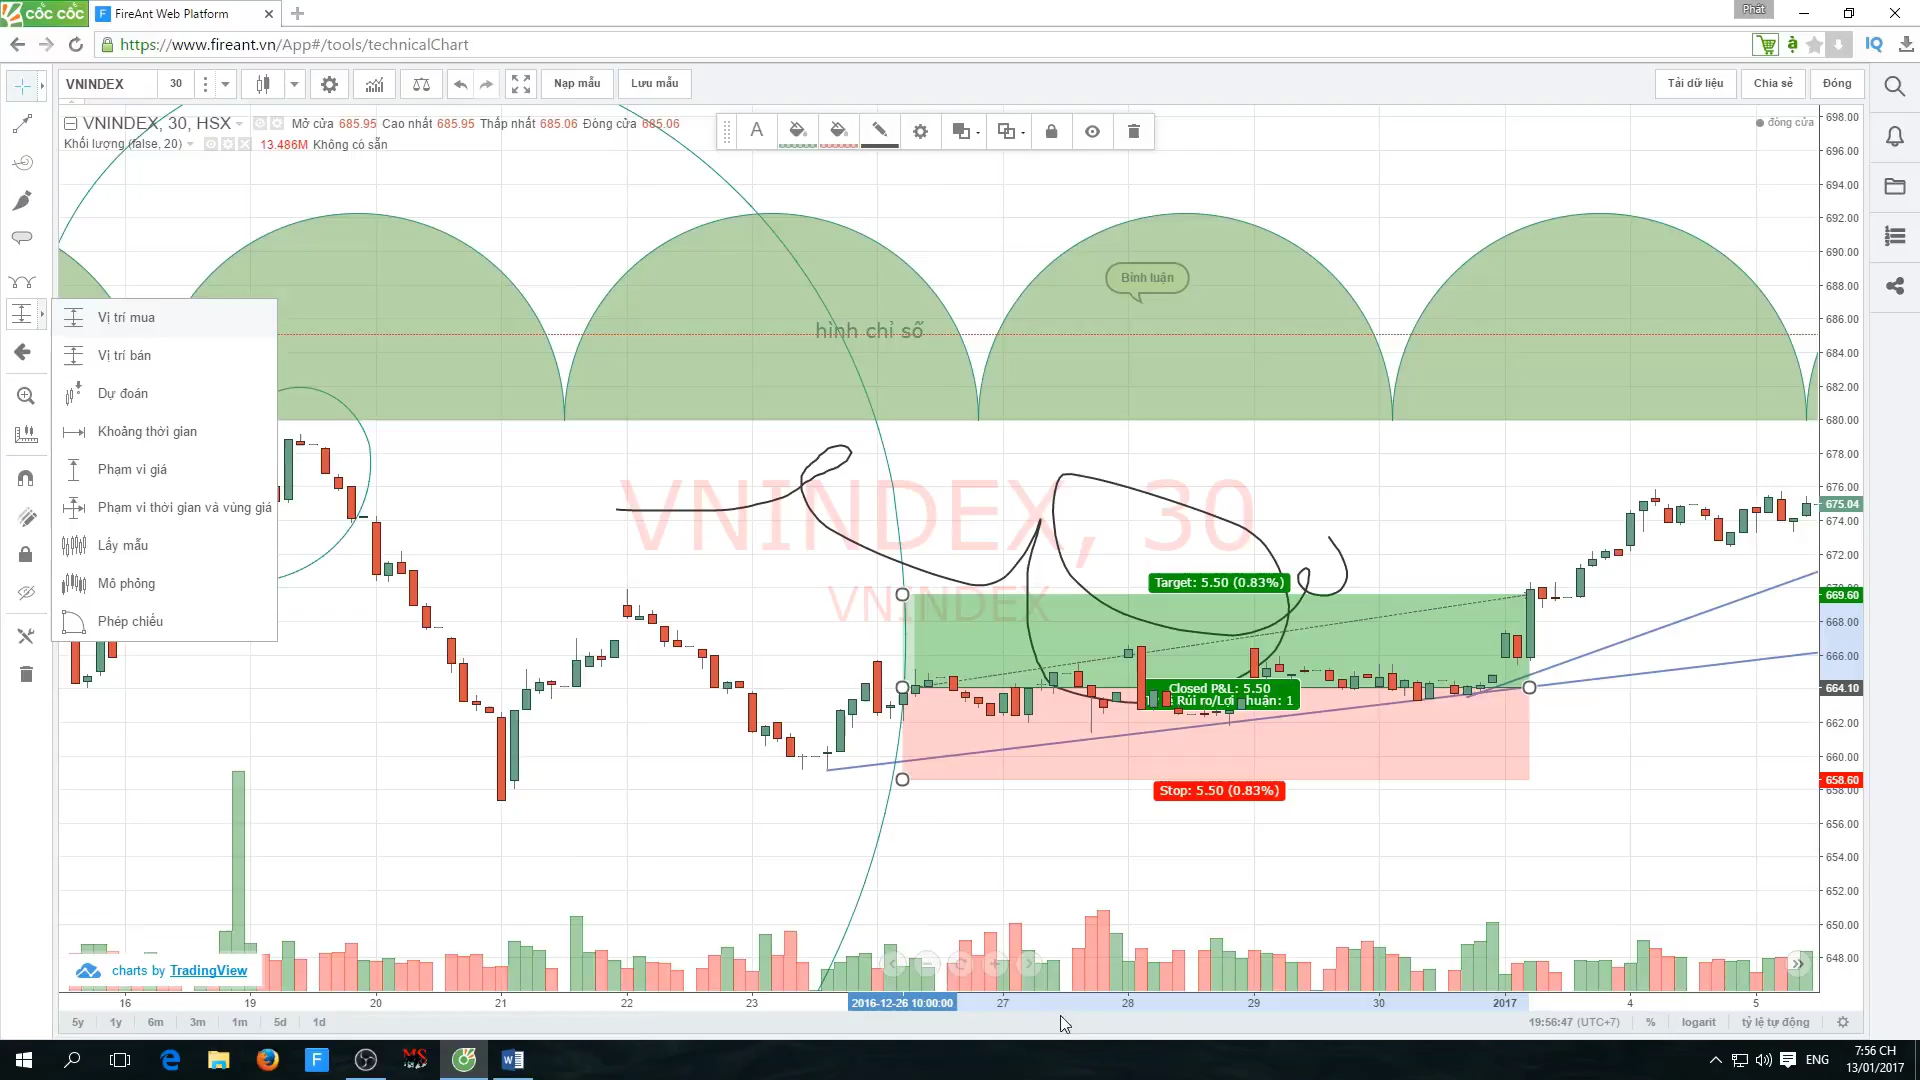 CỐC CỐC
FireAnt Web Platform
Phát
https://www.fireant.vn/App#/tools/technicalChart
IQ
VNINDEX
30
Nạp mẫu
Lưu mẫu
Tải dữ liệu
Chia sẻ
Đóng
VNINDEX, 30, HSX
Mở cửa 685.95 Cao nhất 685.95 Thấp nhất 685.06 Đóng cửa 685.06
Khối lượng (false, 20)
13.486M Không có sẵn
đóng cửa
Bình luận
hình chỉ số
Vị trí mua
Vị trí bán
Dự đoán
Khoảng thời gian
Phạm vi giá
Phạm vi thời gian và vùng giá
Lấy mẫu
Mô phỏng
Phép chiếu
VNINDEX, 30
VNINDEX
Target: 5.50 (0.83%)
Closed P&L: 5.50
Rủi ro/Lợi nhuận: 1
Stop: 5.50 (0.83%)
698.00
696.00
694.00
692.00
690.00
688.00
686.00
684.00
682.00
680.00
678.00
676.00
675.04
674.00
672.00
669.60
668.00
666.00
664.10
662.00
660.00
658.60
658.00
656.00
654.00
652.00
650.00
648.00
charts by TradingView
16
19
20
21
22
23
2016-12-26 10:00:00
27
28
29
30
2017
4
5
5y
1y
6m
3m
1m
5d
1d
19:56:47 (UTC+7)
%
logarit
tỷ lệ tự động
ENG
7:56 CH
13/01/2017